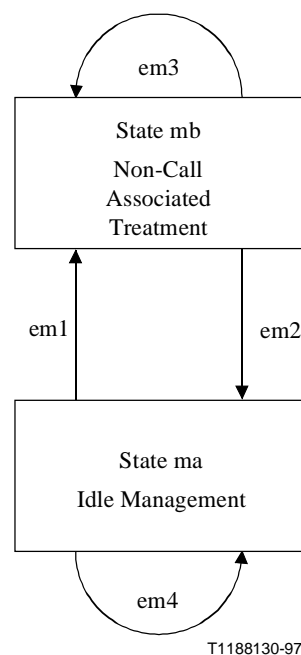 em3
State mb
Non-Call
Associated
Treatment
em1
em2
State ma
Idle Management
em4
T1188130-97